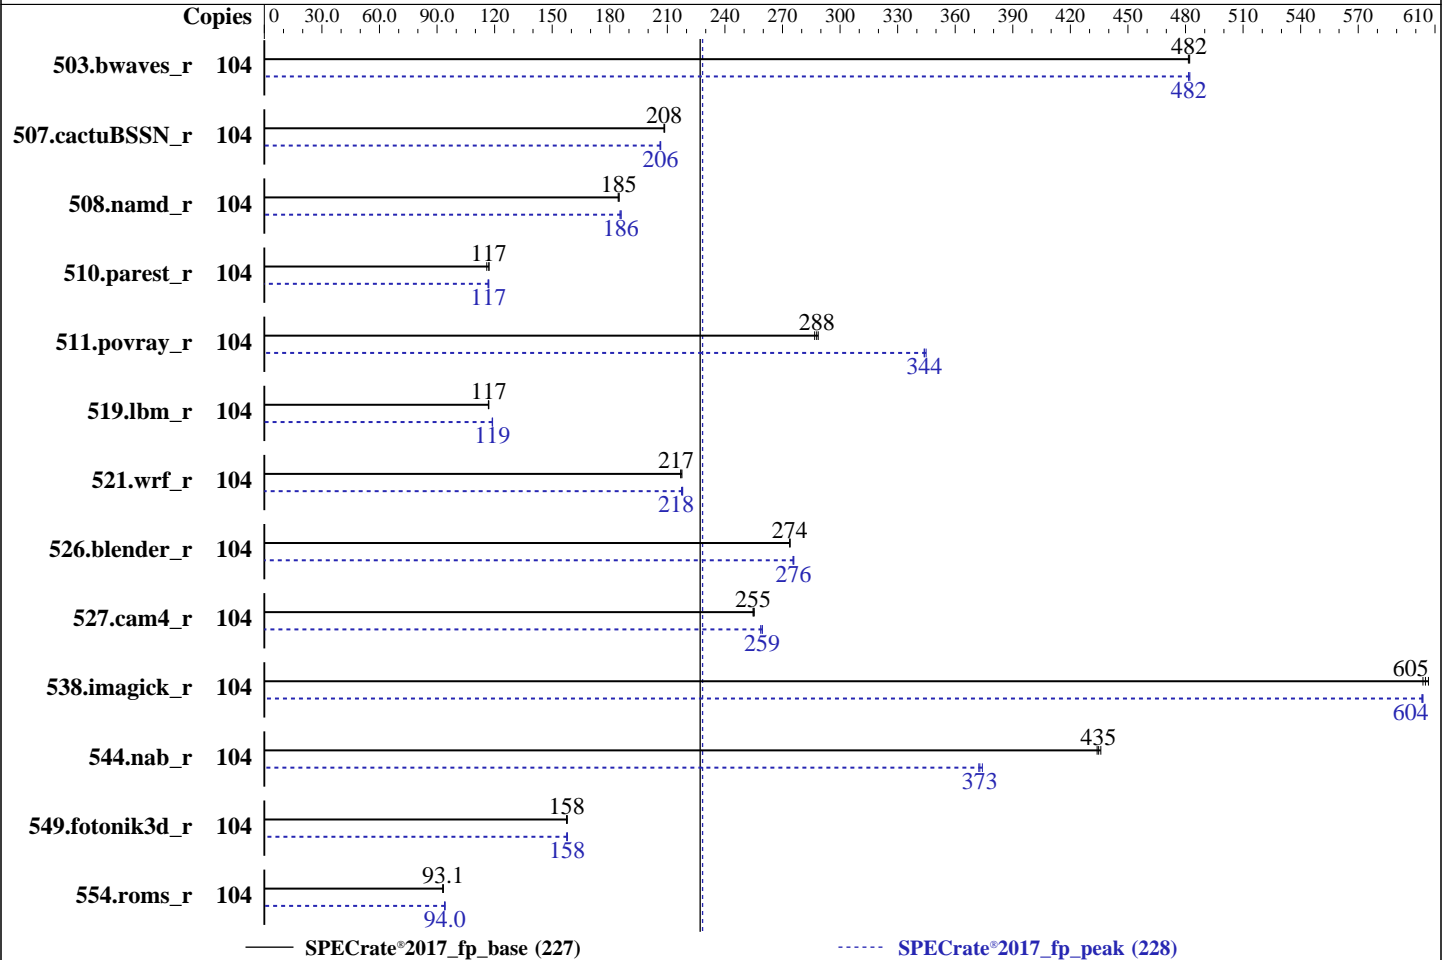 Copies 0 30.0 60.0 90.0 120 150 180 210 240 270 300 330 360 390 420 450 480 510 540 570 610
503.bwaves_r 104 482
482
507.cactuBSSN_r 104 208
206
508.namd_r 104 185
186
510.parest_r 104 117
117
511.povray_r 104 288
344
519.lbm_r 104 117
119
521.wrf_r 104 217
218
526.blender_r 104 274
276
527.cam4_r 104 255
259
538.imagick_r 104 605
604
544.nab_r 104 435
373
549.fotonik3d_r 104 158
158
554.roms_r 104 93.1
94.0
SPECrate®2017_fp_base (227) SPECrate®2017_fp_peak (228)